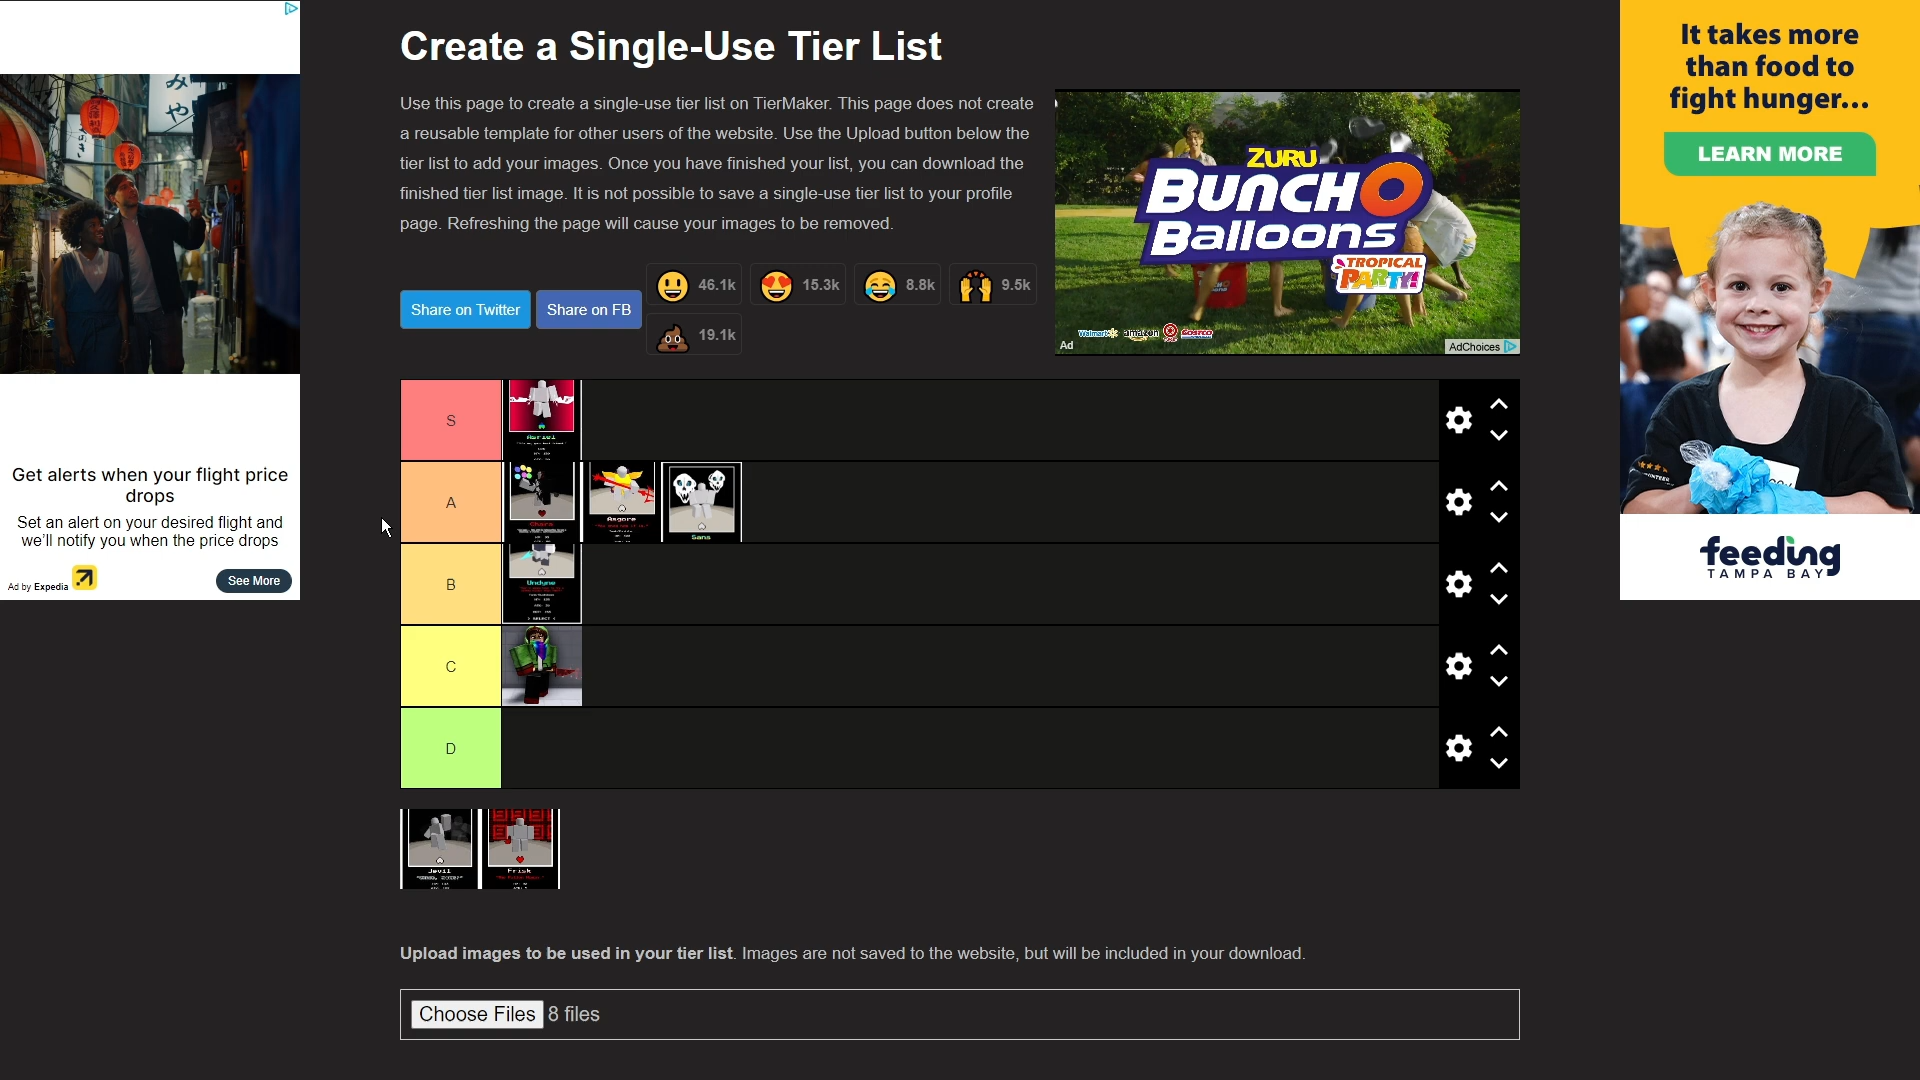 Create a Single-Use Tier List
Use this page to create a single-use tier list on TierMaker. This page does not create
a reusable template for other users of the website. Use the Upload button below the
tier list to add your images. Once you have finished your list, you can download the
finished tier list image. It is not possible to save a single-use tier list to your profile
page. Refreshing the page will cause your images to be removed.
Share on Twitter
Share on FB
46.1k
15.3k
8.8k
9.5k
19.1k
みや
Get alerts when your flight price
drops
Set an alert on your desired flight and
we'll notify you when the price drops
Ad by Expedia
See More
ZURU
BUNCH O
Balloons
TROPICAL
PARTY!
Walmart
amazon
COSTCO
Ad
AdChoices
It takes more
than food to
fight hunger...
LEARN MORE
feeding
TAMPA BAY
S
Asriel
A
Chara
Asgore
Sans
B
Undyne
SELECT
C
D
Jevil
Frisk
Upload images to be used in your tier list. Images are not saved to the website, but will be included in your download.
Choose Files 8 files